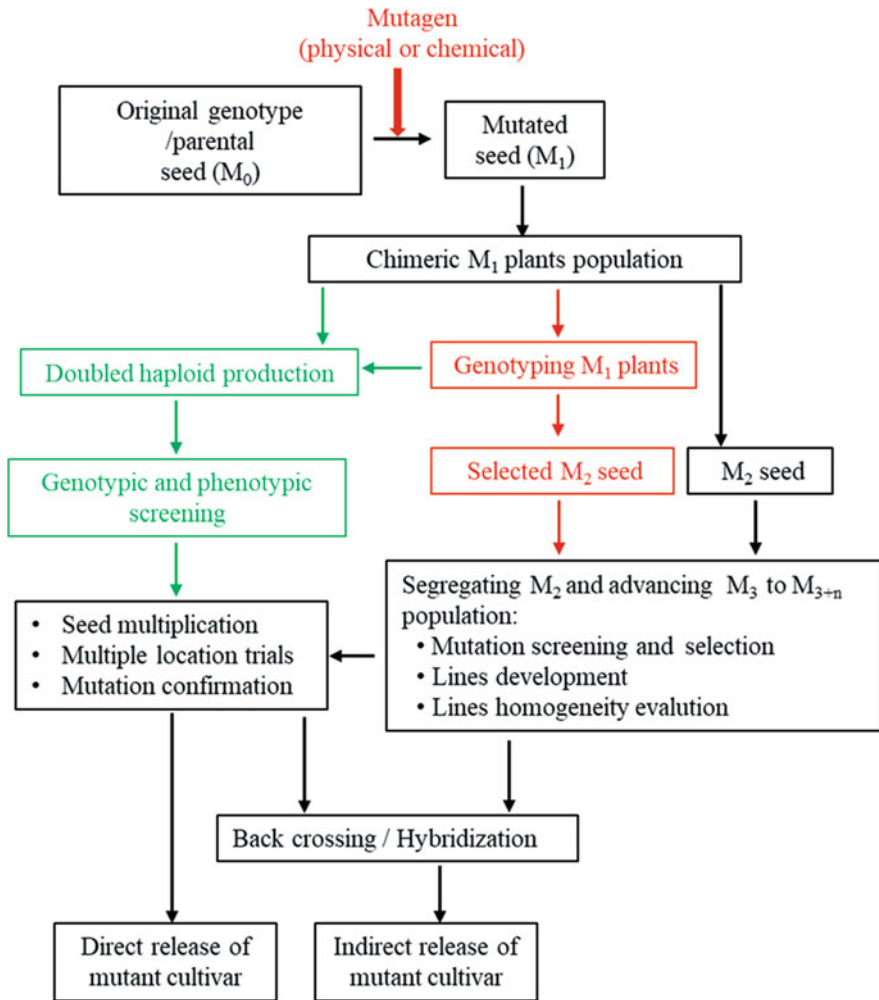 Mutagen
(physical or chemical)
Original genotype
/parental
seed (M₀)
Mutated
seed (M₁)
Chimeric M₁ plants population
Doubled haploid production
Genotyping M₁ plants
Genotypic and phenotypic
screening
Selected M₂ seed
M₂ seed
Segregating M₂ and advancing M₃ to M₃₊ₙ
population:
• Mutation screening and selection
• Lines development
• Lines homogeneity evalution
• Seed multiplication
• Multiple location trials
• Mutation confirmation
Back crossing / Hybridization
Direct release of
mutant cultivar
Indirect release of
mutant cultivar